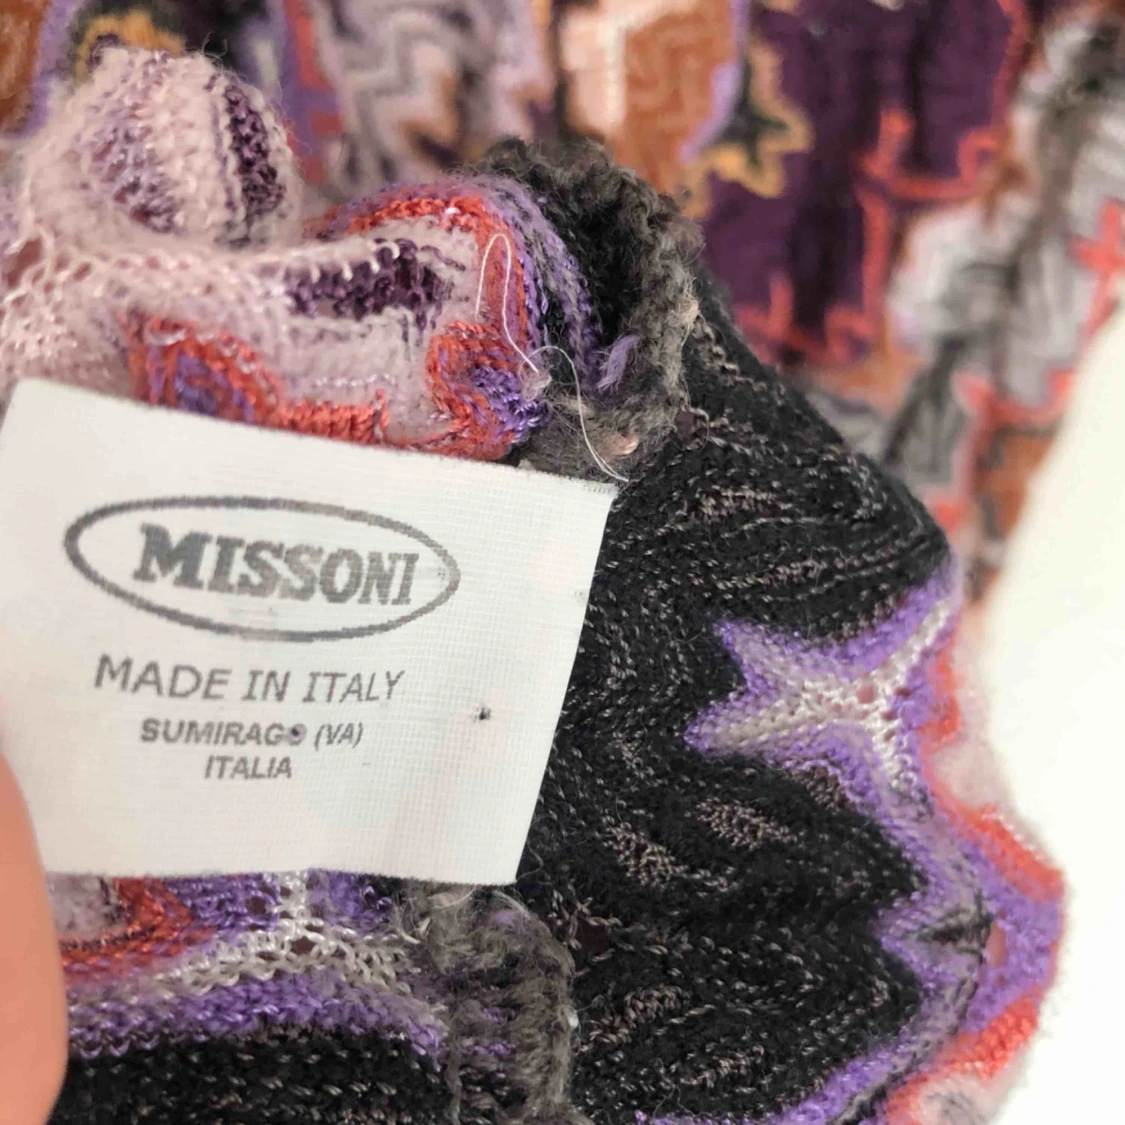 MISSONI
MADE IN ITALY
SUMIRAGO (VA)
ITALIA